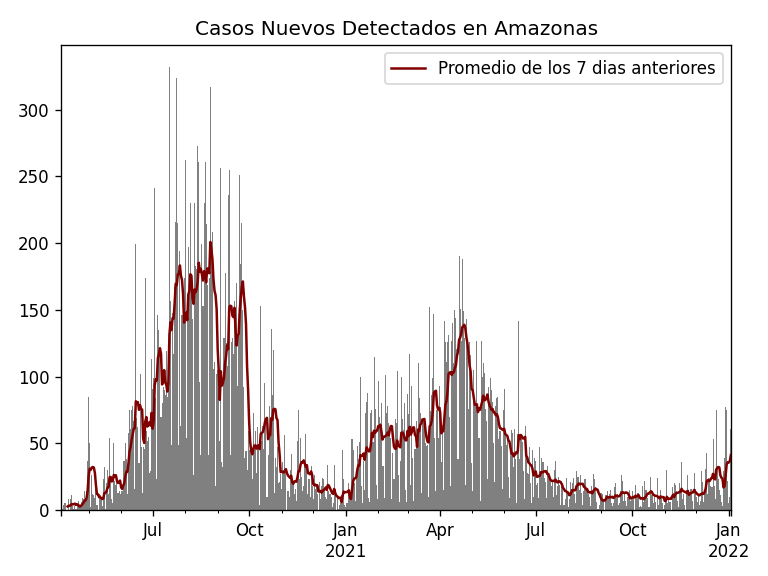 Casos Nuevos Detectados en Amazonas
Promedio de los 7 dias anteriores
300
250
200
150
100
50
0
Jul
Oct
Jan
2021
Apr
Jul
Oct
Jan
2022